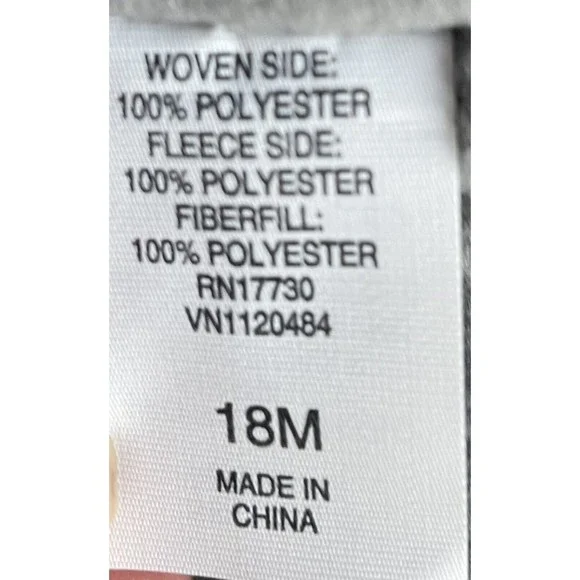 WOVEN SIDE:
100% POLYESTER
FLEECE SIDE:
100% POLYESTER
FIBERFILL:
100% POLYESTER
RN17730
VN1120484
18M
MADE IN
CHINA